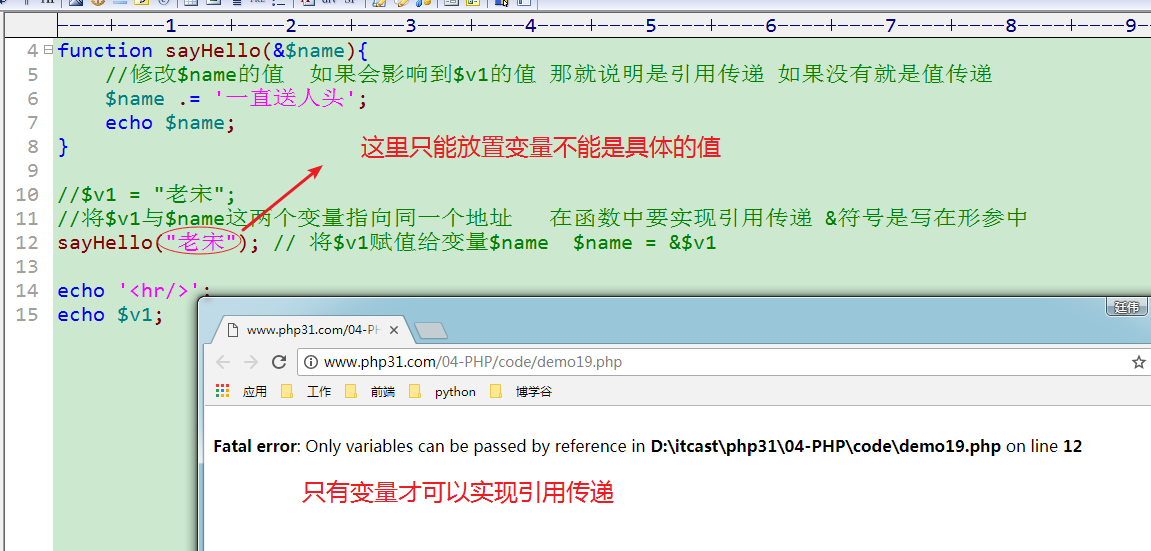 ----+----1----+----2----+----3----+----4----+----5----+----6----+----7----+----8----+----9-
4 function sayHello(&$name){
5 //修改$name的值 如果会影响到$v1的值 那就说明是引用传递 如果没有就是值传递
6 $name .= '一直送人头';
7 echo $name;
8 }
这里只能放置变量不能是具体的值
9
10 //$v1 = "老宋";
11 //将$v1与$name这两个变量指向同一个地址 在函数中要实现引用传递 &符号是写在形参中
12 sayHello("老宋"); // 将$v1赋值给变量$name $name = &$v1
13
14 echo '<hr/>';
15 echo $v1;
廷伟
www.php31.com/04-PH
www.php31.com/04-PHP/code/demo19.php
应用 工作 前端 python 博学谷
Fatal error: Only variables can be passed by reference in D:\itcast\php31\04-PHP\code\demo19.php on line 12
只有变量才可以实现引用传递